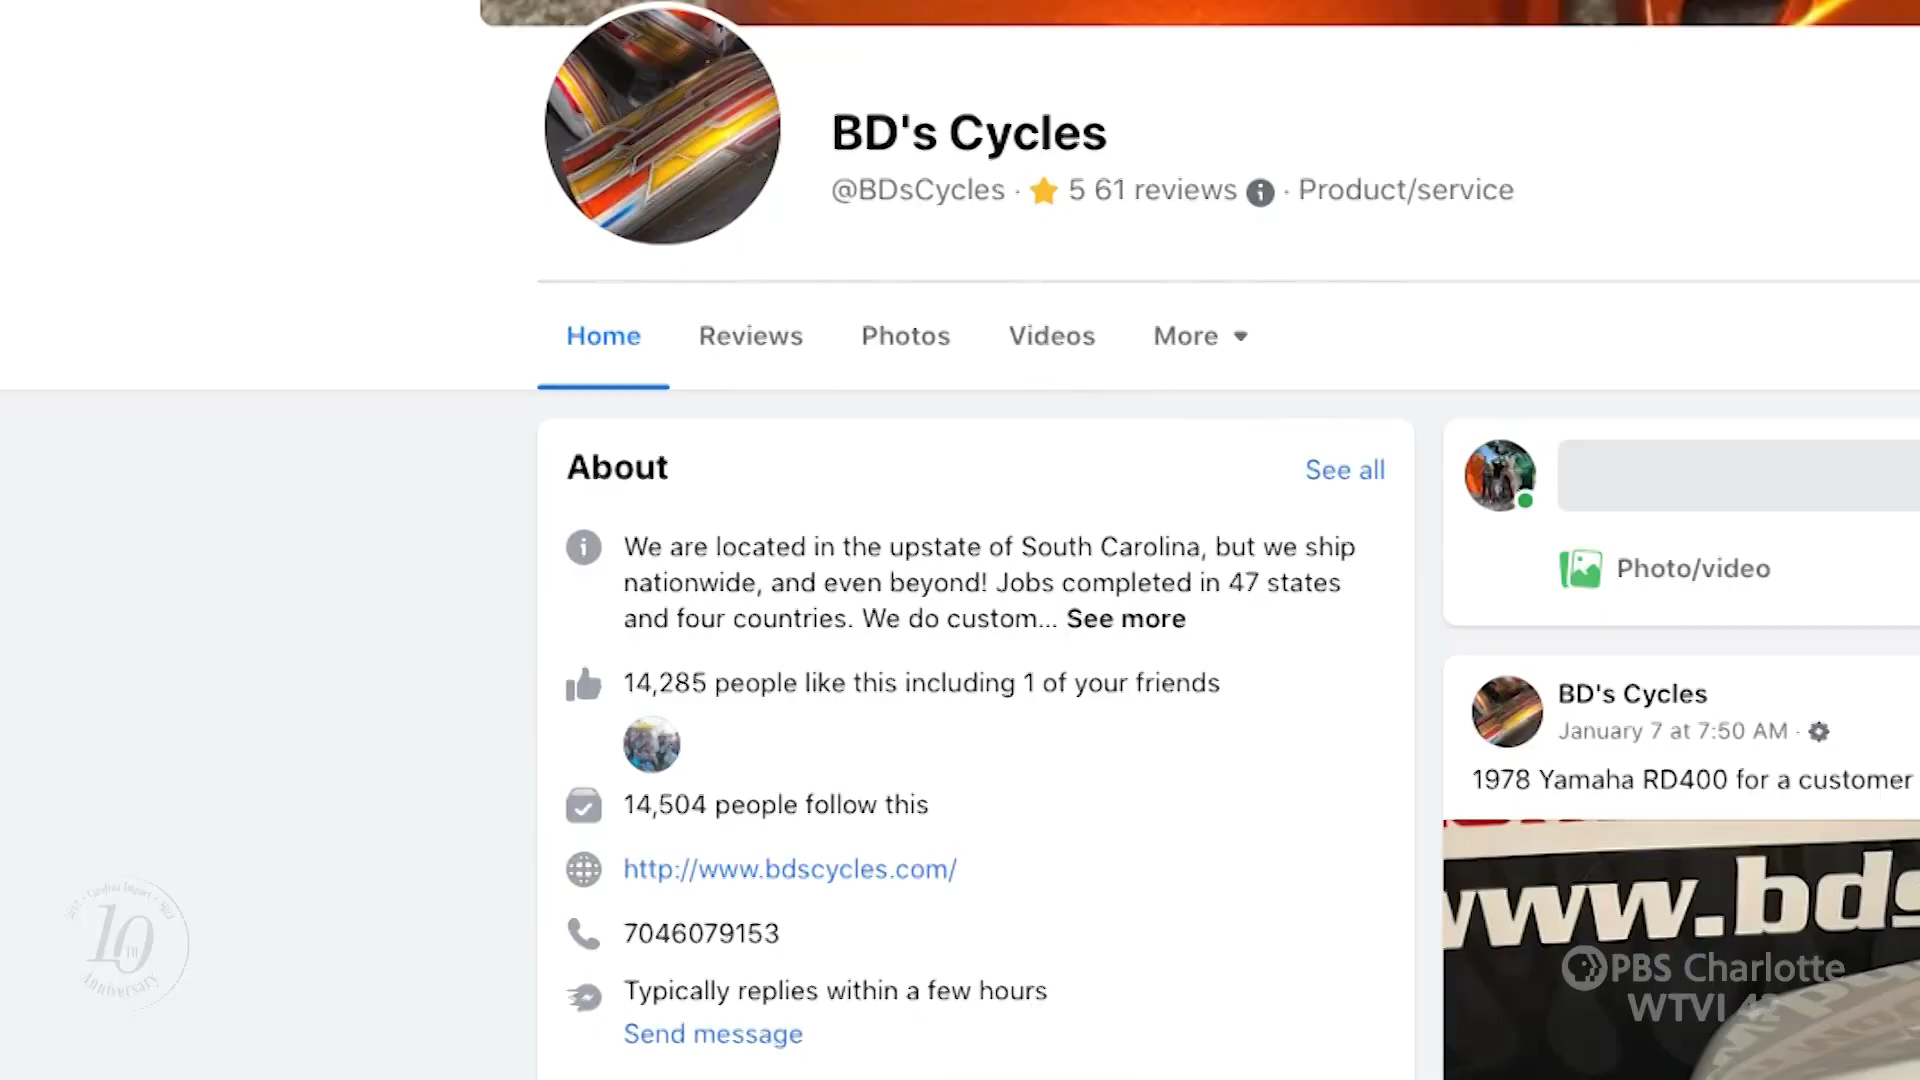 BD's Cycles
@BDsCycles · 5 61 reviews · Product/service
Home Reviews Photos Videos More
About See all
We are located in the upstate of South Carolina, but we ship
nationwide, and even beyond! Jobs completed in 47 states
and four countries. We do custom... See more
14,285 people like this including 1 of your friends
14,504 people follow this
http://www.bdscycles.com/
7046079153
Typically replies within a few hours
Send message
Photo/video
BD's Cycles
January 7 at 7:50 AM ·
1978 Yamaha RD400 for a customer
www.bds
PBS Charlotte
WTVI 42
Carolina Impact
10TH
Anniversary